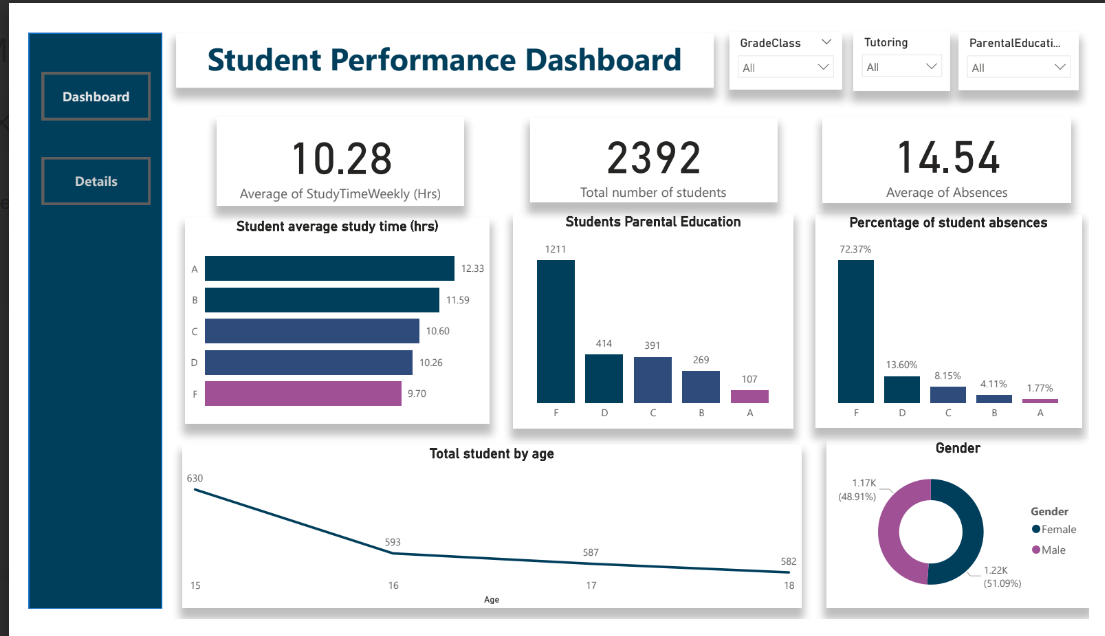 Dashboard
Details
Student Performance Dashboard
GradeClass
All
Tutoring
All
ParentalEducati...
All
10.28
Average of StudyTimeWeekly (Hrs)
2392
Total number of students
14.54
Average of Absences
Student average study time (hrs)
A 12.33
B 11.59
C 10.60
D 10.26
F 9.70
Students Parental Education
1211
414
391
269
107
F D C B A
Percentage of student absences
72.37%
13.60%
8.15%
4.11%
1.77%
F D C B A
Total student by age
630
593
587
582
15 16 17 18
Age
Gender
1.17K
(48.91%)
1.22K
(51.09%)
Gender
Female
Male